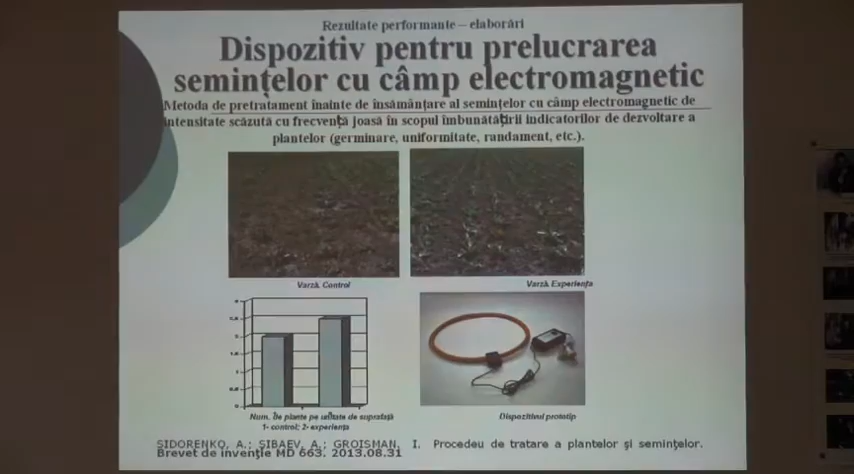 Rezultate performante – elaborări
Dispozitiv pentru prelucrarea
semințelor cu câmp electromagnetic
Metoda de pretratament înainte de însămânțare al semințelor cu câmp electromagnetic de
intensitate scăzută cu frecvență joasă în scopul îmbunătățirii indicatorilor de dezvoltare a
plantelor (germinare, uniformitate, randament, etc.).
Varză Control
Varză Experiența
Num. de plante pe unitate de suprafață
1- control; 2- experiența
Dispozitivul prototip
SIDORENKO, A.; ȘIBAEV, A.; GROISMAN, I. Procedeu de tratare a plantelor și semințelor.
Brevet de invenție MD 663. 2013.08.31